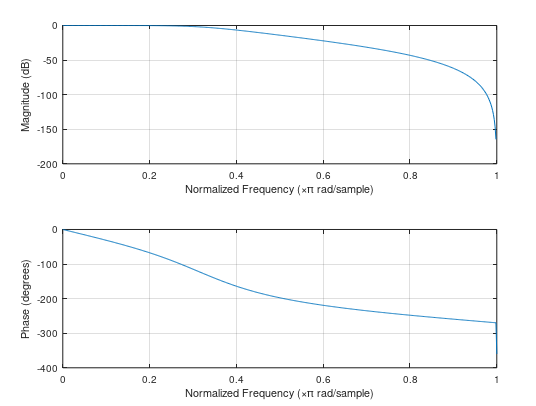 0
-50
-100
-150
-200
Magnitude (dB)
0 0.2 0.4 0.6 0.8 1
Normalized Frequency (×π rad/sample)
0
-100
-200
-300
-400
Phase (degrees)
0 0.2 0.4 0.6 0.8 1
Normalized Frequency (×π rad/sample)